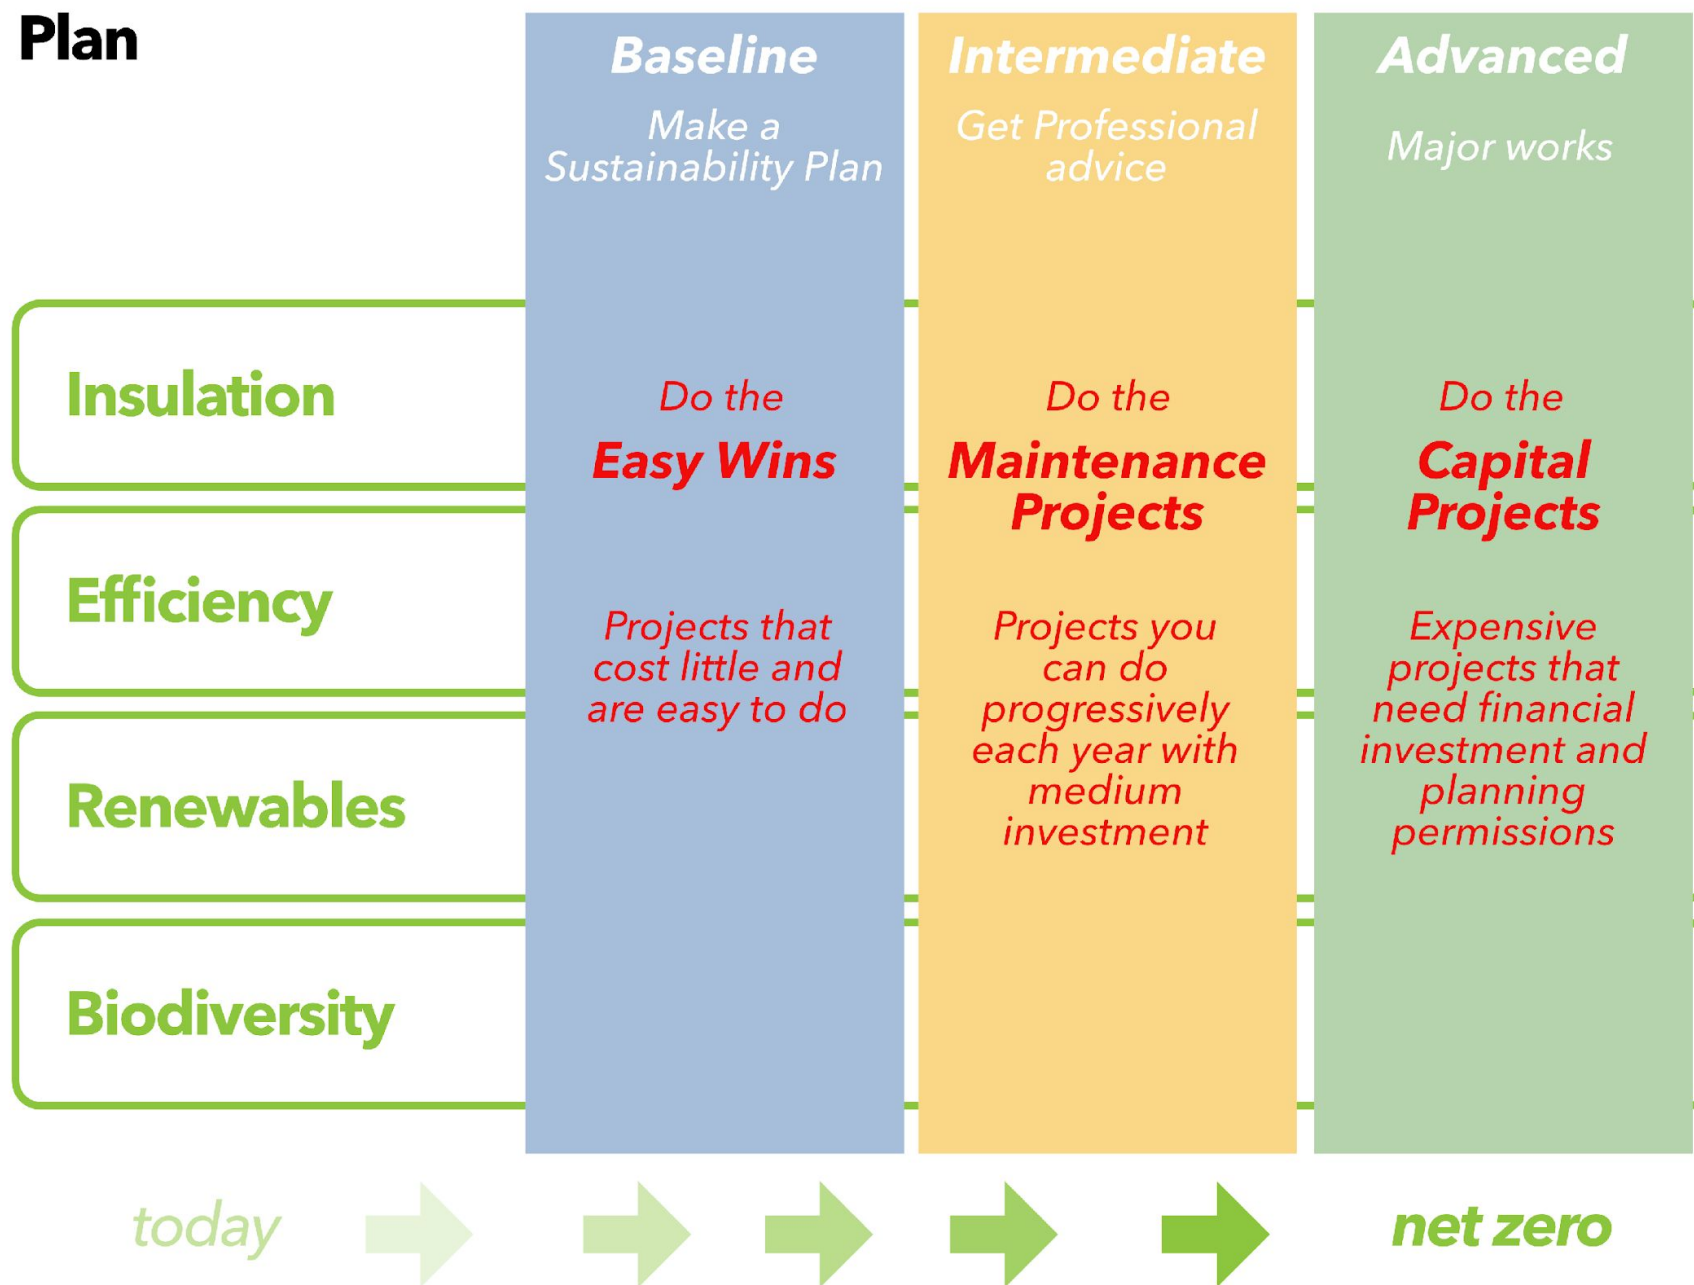 Plan
Baseline
Make a
Sustainability Plan
Intermediate
Get Professional
advice
Advanced
Major works
Insulation
Efficiency
Renewables
Biodiversity
Do the
Easy Wins
Projects that
cost little and
are easy to do
Do the
Maintenance
Projects
Projects you
can do
progressively
each year with
medium
investment
Do the
Capital
Projects
Expensive
projects that
need financial
investment and
planning
permissions
today
net zero